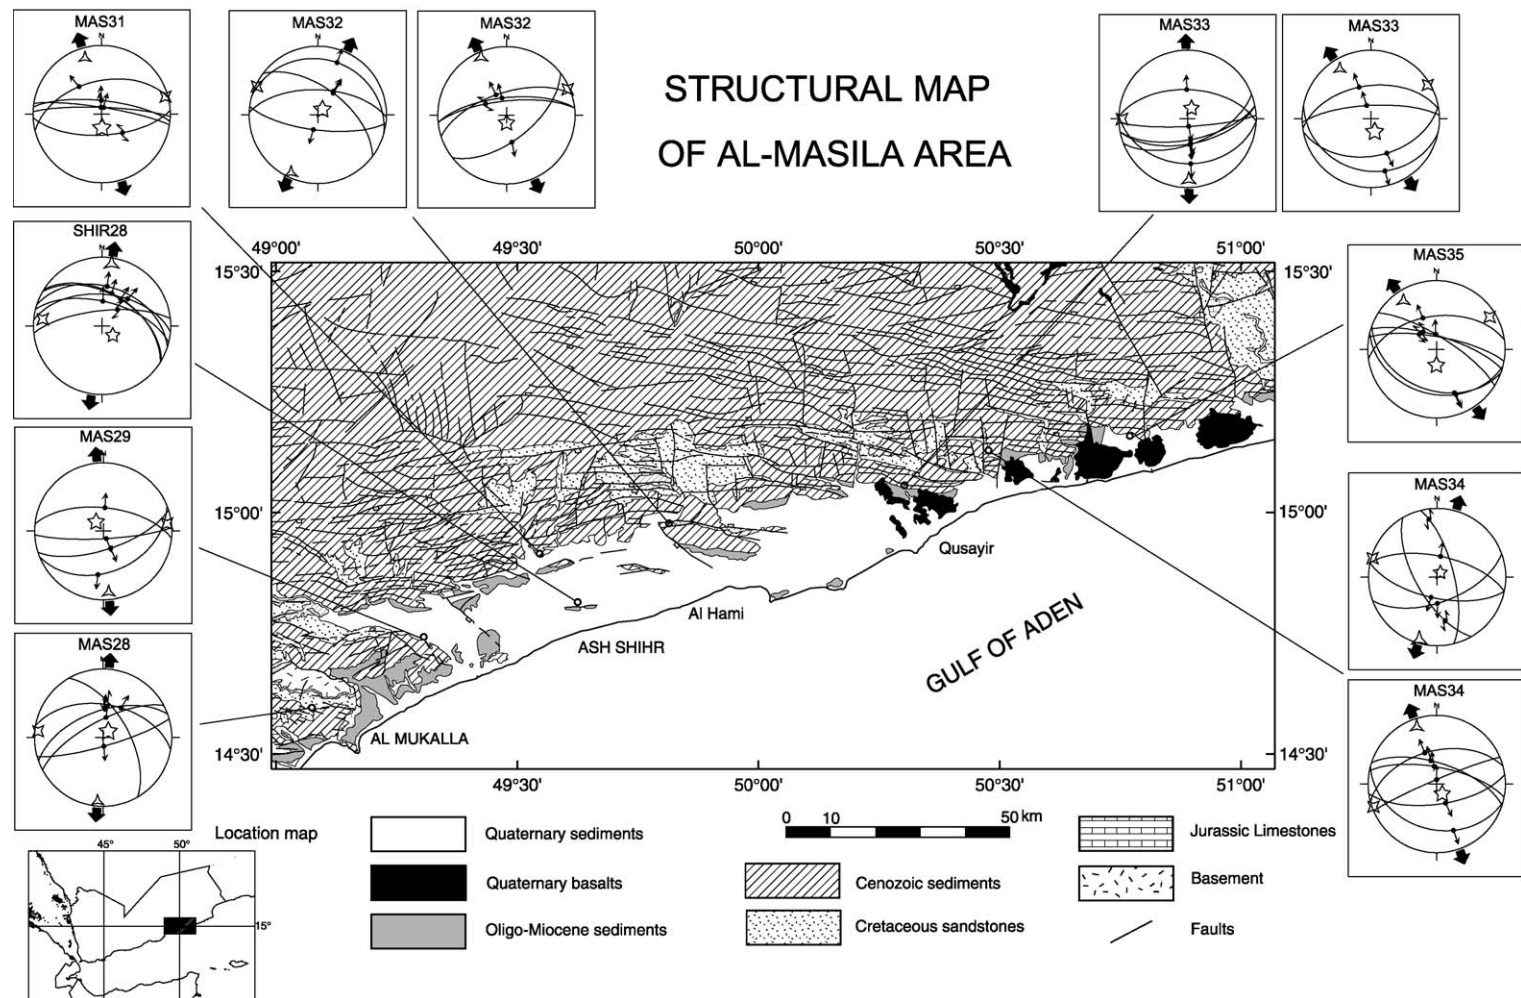 MAS31
N
MAS32
N
MAS32
N
STRUCTURAL MAP
OF AL-MASILA AREA
MAS33
N
MAS33
N
SHIR28
N
MAS29
N
MAS28
N
MAS35
N
MAS34
N
MAS34
N
49°00'
49°30'
50°00'
50°30'
51°00'
15°30'
15°30'
15°00'
15°00'
14°30'
14°30'
Qusayir
Al Hami
ASH SHIHR
GULF OF ADEN
AL MUKALLA
49°30'
50°00'
50°30'
51°00'
Location map
45°
50°
15°
Quaternary sediments
Quaternary basalts
Oligo-Miocene sediments
0
10
50 km
Cenozoic sediments
Cretaceous sandstones
Jurassic Limestones
Basement
Faults